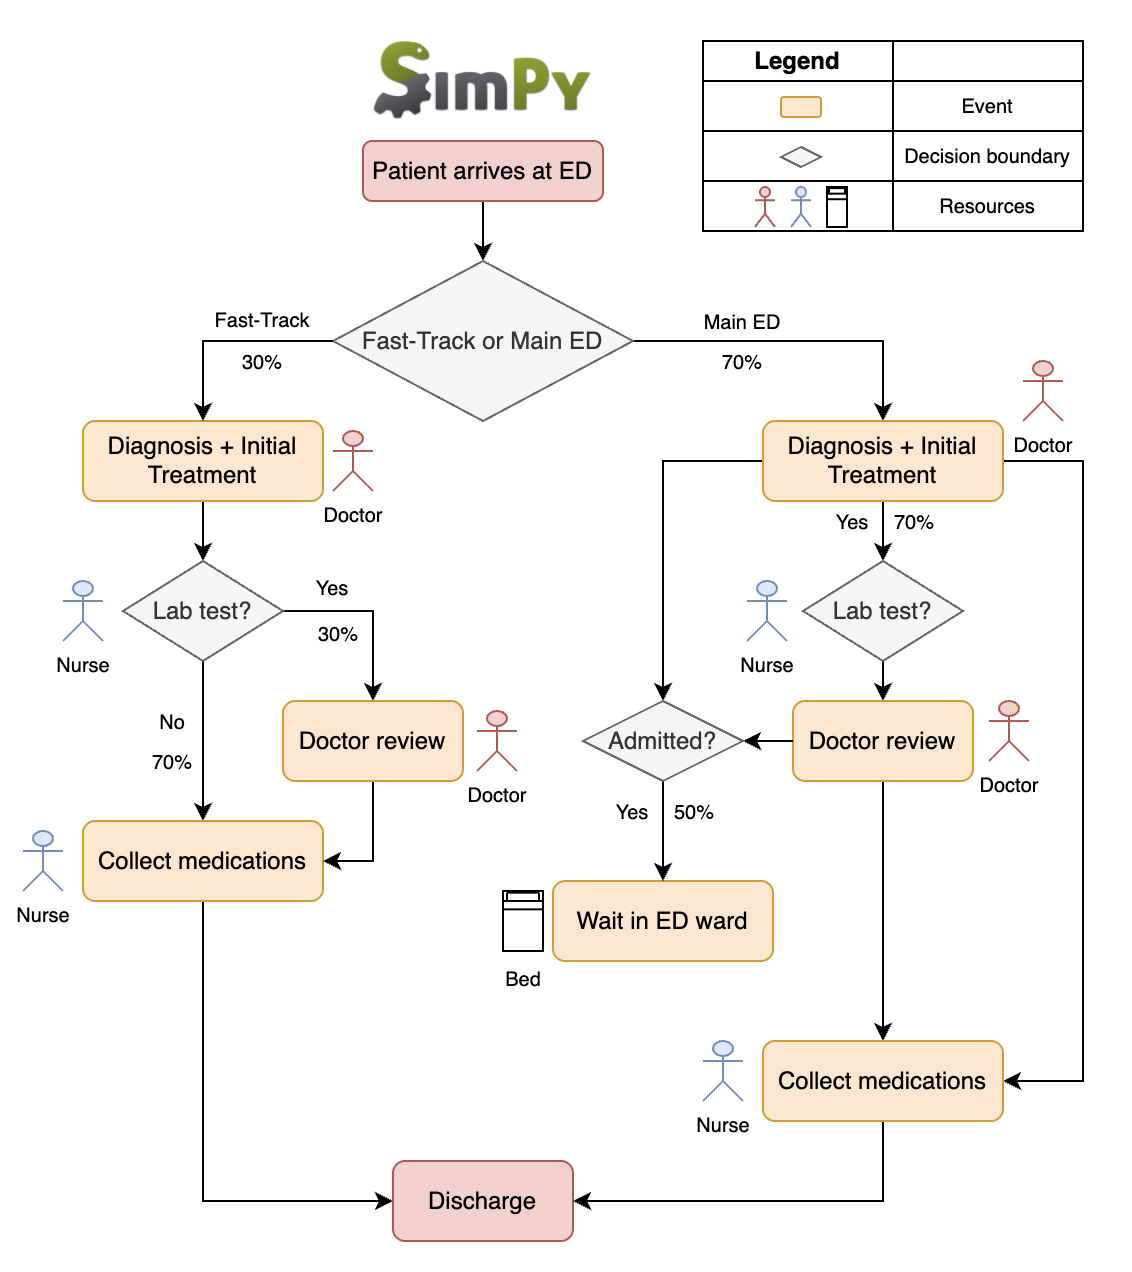 SimPy
Legend
Event
Decision boundary
Resources
Patient arrives at ED
Fast-Track or Main ED
Fast-Track
30%
Main ED
70%
Diagnosis + Initial
Treatment
Doctor
Diagnosis + Initial
Treatment
Doctor
Yes
70%
Lab test?
Nurse
Yes
30%
Lab test?
Nurse
No
70%
Doctor review
Doctor
Admitted?
Doctor review
Doctor
Yes
50%
Collect medications
Nurse
Wait in ED ward
Bed
Collect medications
Nurse
Discharge